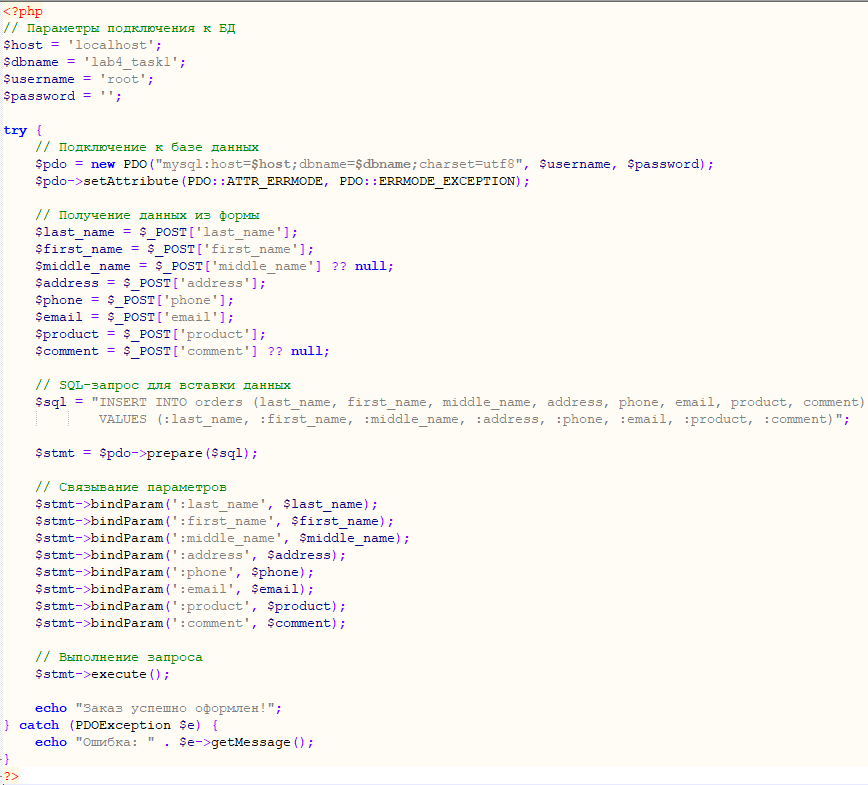 <?php
// Параметры подключения к БД
$host = 'localhost';
$dbname = 'lab4_task1';
$username = 'root';
$password = '';
try {
// Подключение к базе данных
$pdo = new PDO("mysql:host=$host;dbname=$dbname;charset=utf8", $username, $password);
$pdo->setAttribute(PDO::ATTR_ERRMODE, PDO::ERRMODE_EXCEPTION);
// Получение данных из формы
$last_name = $_POST['last_name'];
$first_name = $_POST['first_name'];
$middle_name = $_POST['middle_name'] ?? null;
$address = $_POST['address'];
$phone = $_POST['phone'];
$email = $_POST['email'];
$product = $_POST['product'];
$comment = $_POST['comment'] ?? null;
// SQL-запрос для вставки данных
$sql = "INSERT INTO orders (last_name, first_name, middle_name, address, phone, email, product, comment)
VALUES (:last_name, :first_name, :middle_name, :address, :phone, :email, :product, :comment)";
$stmt = $pdo->prepare($sql);
// Связывание параметров
$stmt->bindParam(':last_name', $last_name);
$stmt->bindParam(':first_name', $first_name);
$stmt->bindParam(':middle_name', $middle_name);
$stmt->bindParam(':address', $address);
$stmt->bindParam(':phone', $phone);
$stmt->bindParam(':email', $email);
$stmt->bindParam(':product', $product);
$stmt->bindParam(':comment', $comment);
// Выполнение запроса
$stmt->execute();
echo "Заказ успешно оформлен!";
} catch (PDOException $e) {
echo "Ошибка: " . $e->getMessage();
}
?>